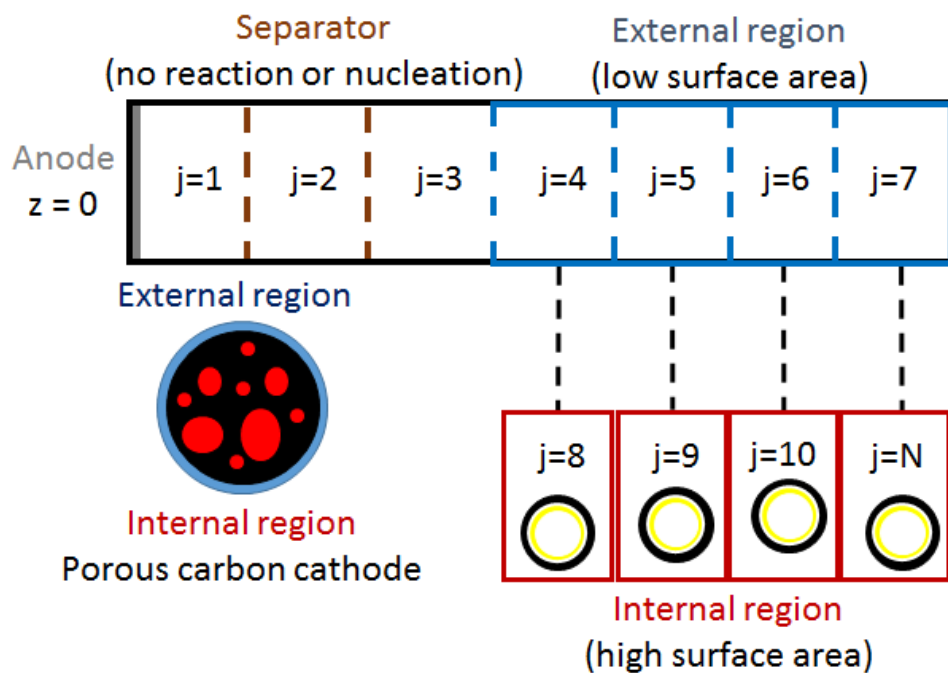 Separator
(no reaction or nucleation)
External region
(low surface area)
Anode
z = 0
j=1
j=2
j=3
j=4
j=5
j=6
j=7
External region
j=8
j=9
j=10
j=N
Internal region
Porous carbon cathode
Internal region
(high surface area)